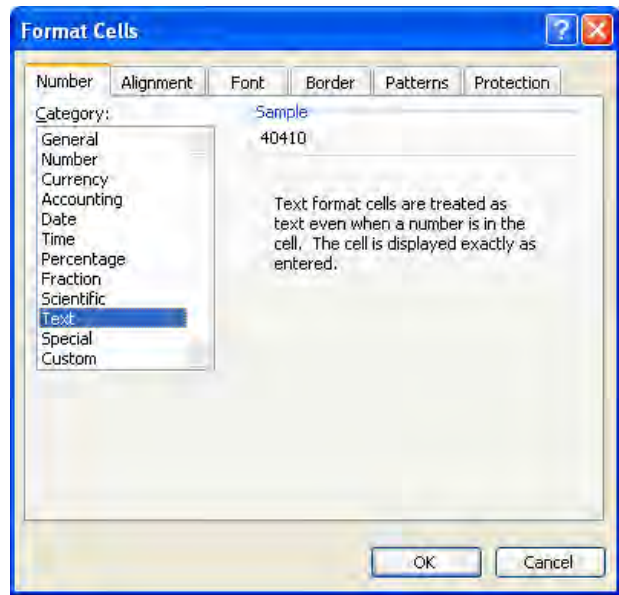 Format Cells
Number Alignment Font Border Patterns Protection
Category:
General
Number
Currency
Accounting
Date
Time
Percentage
Fraction
Scientific
Text
Special
Custom
Sample
40410
Text format cells are treated as
text even when a number is in the
cell. The cell is displayed exactly as
entered.
OK Cancel